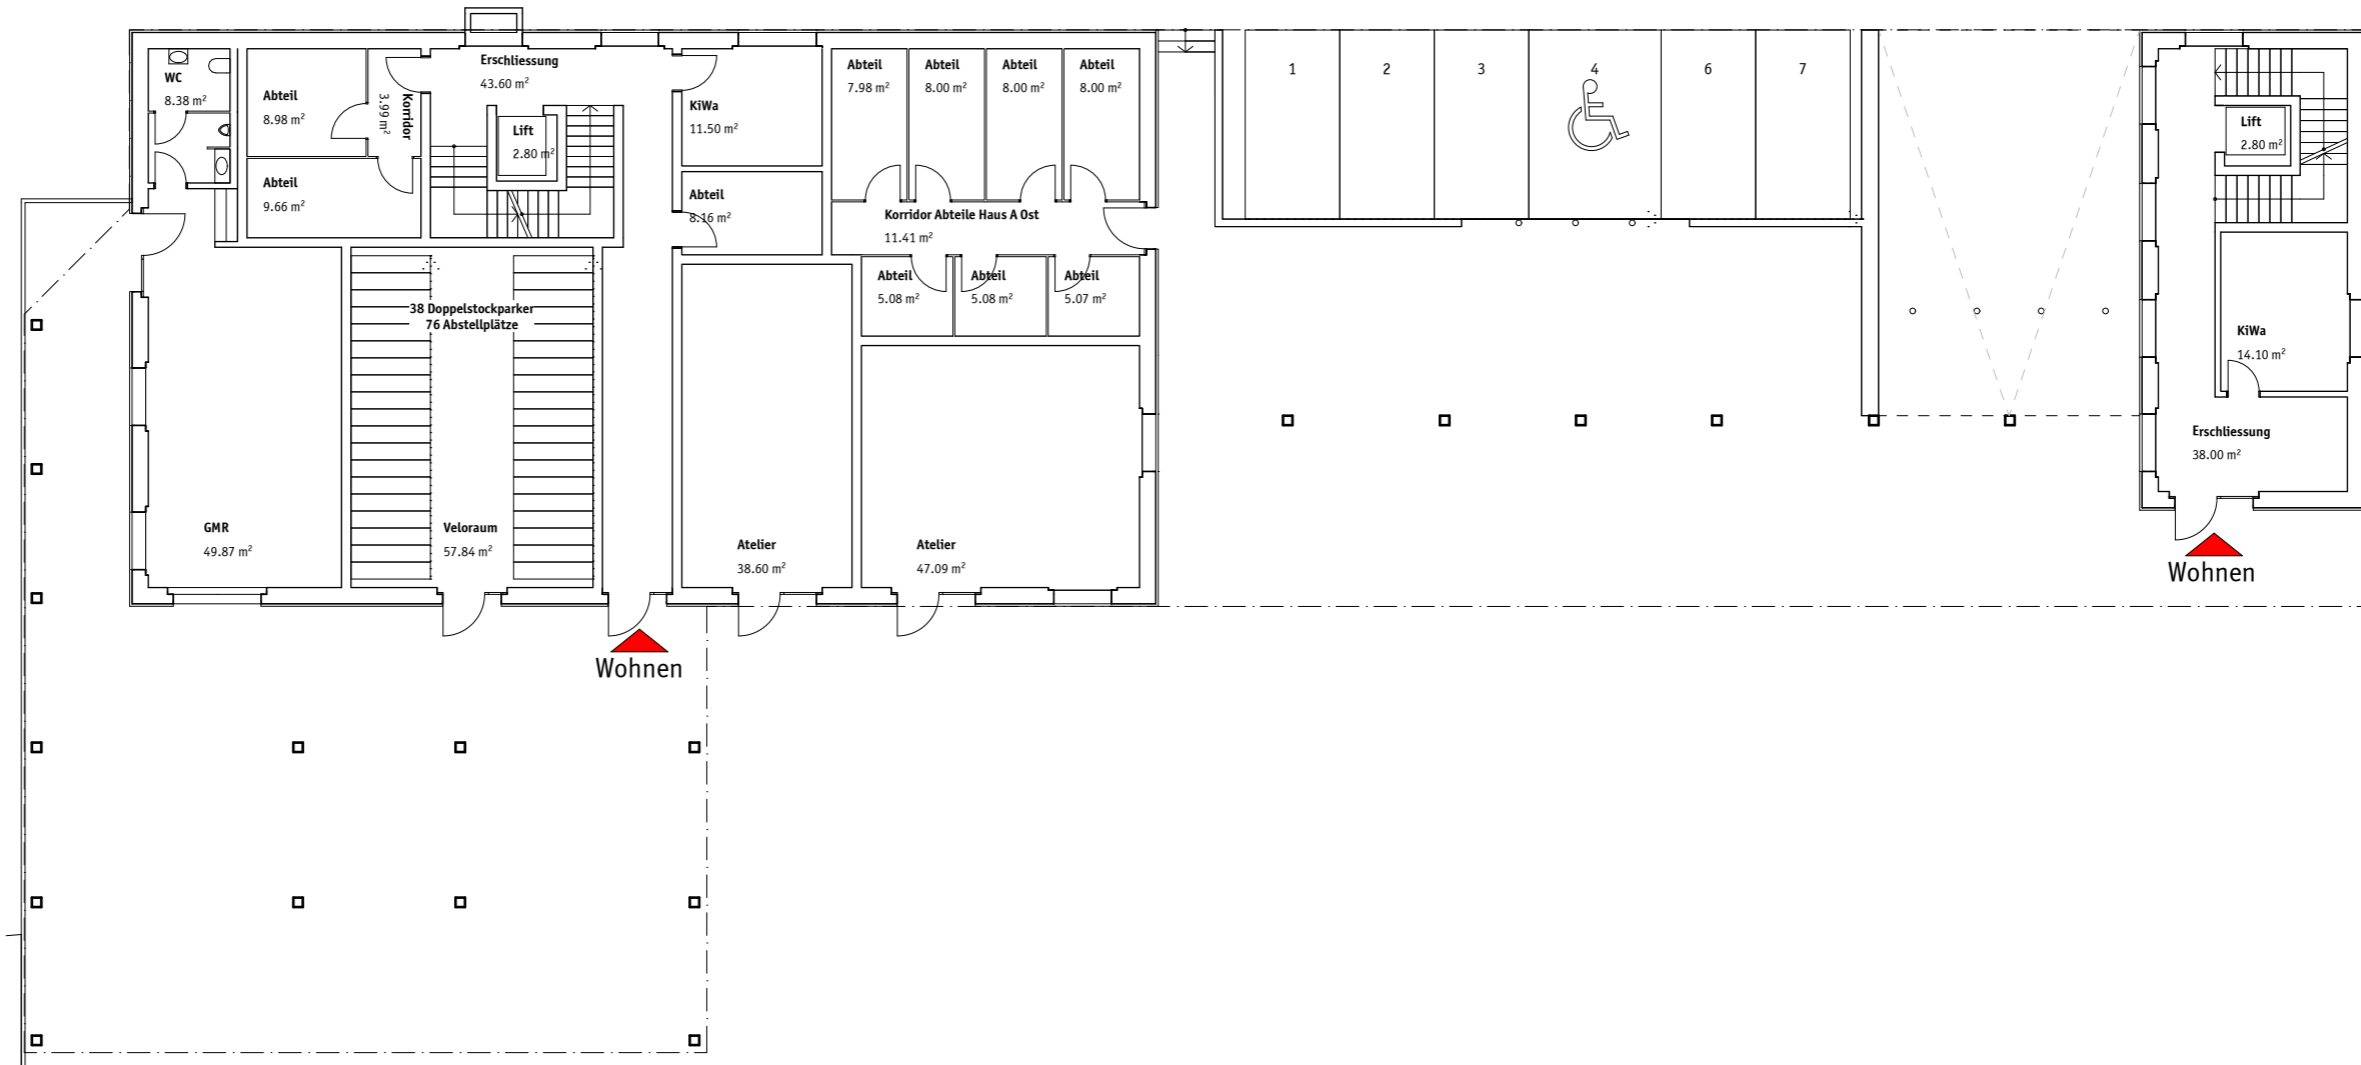 WC
8.38 m²
Abteil
8.98 m²
Korridor
3.99 m²
Abteil
9.66 m²
Erschliessung
43.60 m²
Lift
2.80 m²
KiWa
11.50 m²
Abteil
8.16 m²
Abteil
7.98 m²
Abteil
8.00 m²
Abteil
8.00 m²
Abteil
8.00 m²
Korridor Abteile Haus A Ost
11.41 m²
Abteil
5.08 m²
Abteil
5.08 m²
Abteil
5.07 m²
38 Doppelstockparker
76 Abstellplätze
GMR
49.87 m²
Veloraum
57.84 m²
Atelier
38.60 m²
Atelier
47.09 m²
Wohnen
1
2
3
4
6
7
Lift
2.80 m²
KiWa
14.10 m²
Erschliessung
38.00 m²
Wohnen